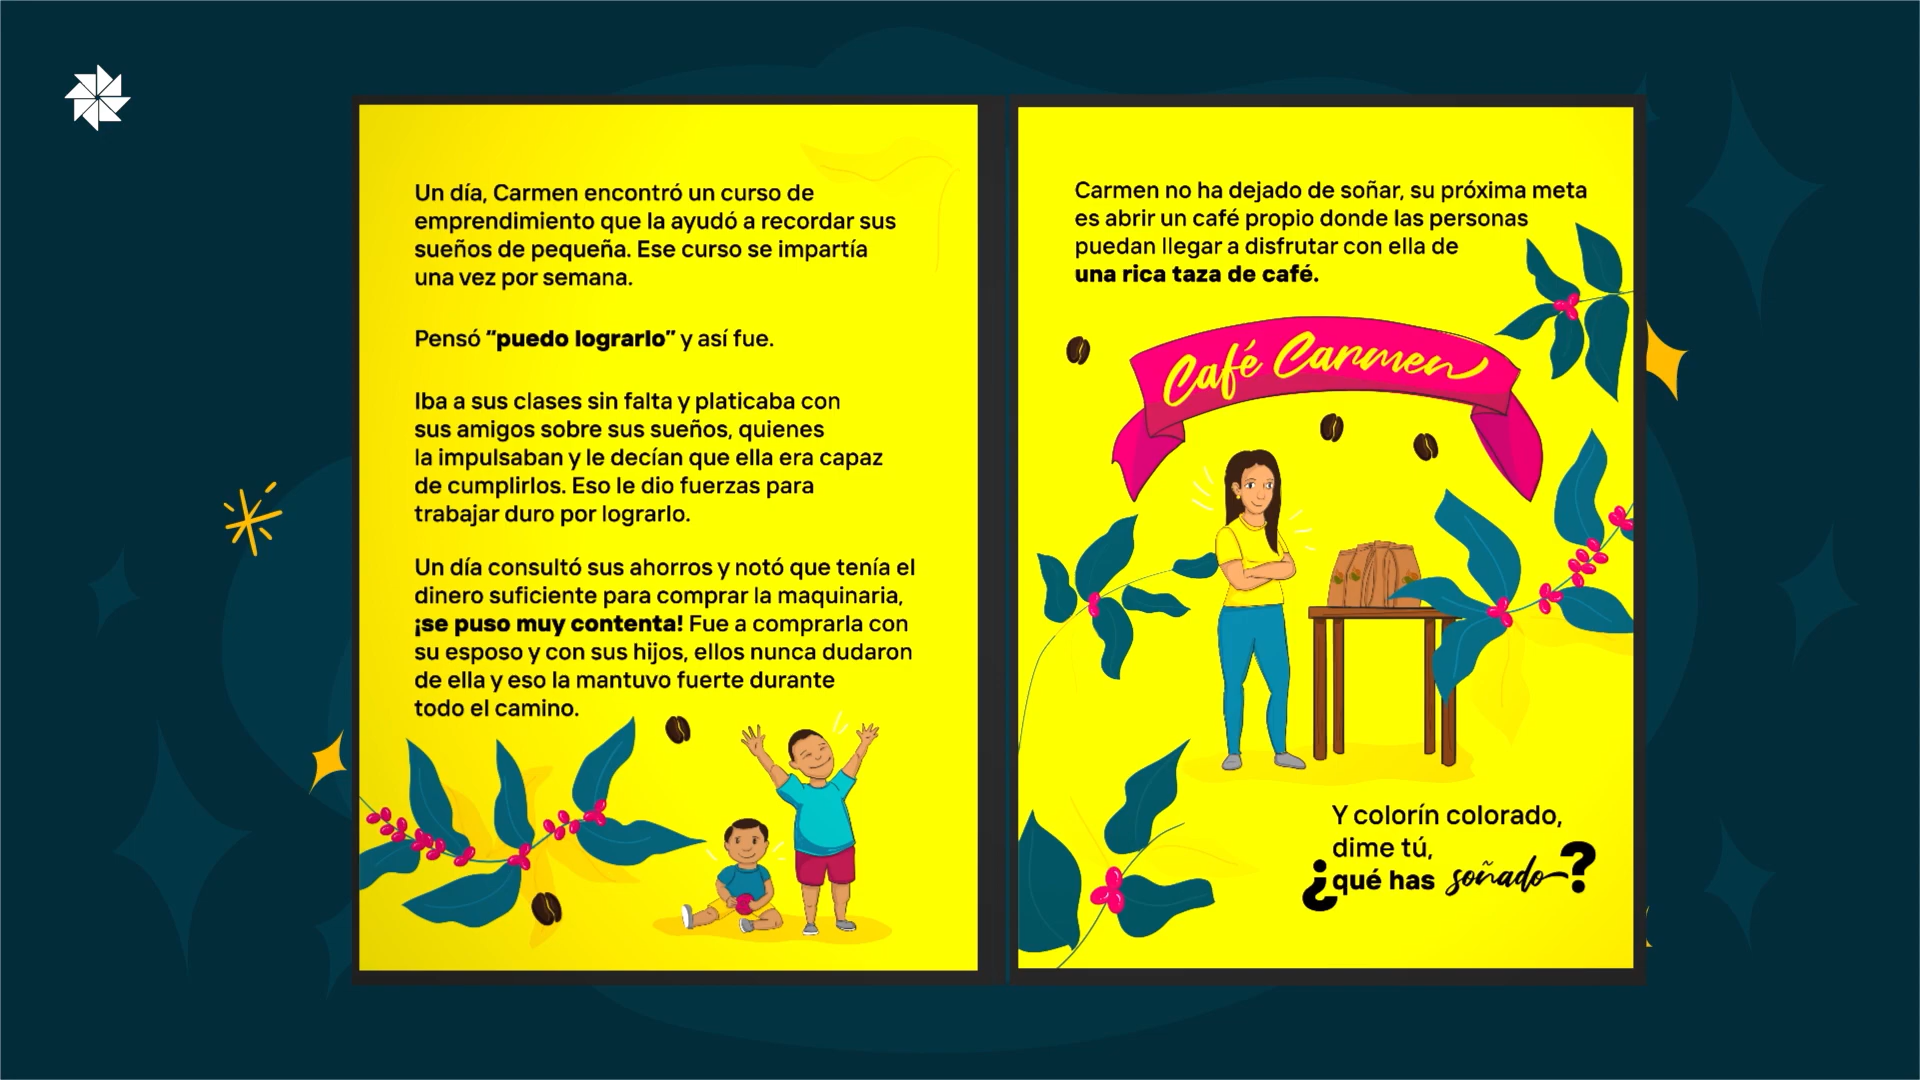 Un día, Carmen encontró un curso de
emprendimiento que la ayudó a recordar sus
sueños de pequeña. Ese curso se impartía
una vez por semana.
Pensó “puedo lograrlo” y así fue.
Iba a sus clases sin falta y platicaba con
sus amigos sobre sus sueños, quienes
la impulsaban y le decían que ella era capaz
de cumplirlos. Eso le dio fuerzas para
trabajar duro por lograrlo.
Un día consultó sus ahorros y notó que tenía el
dinero suficiente para comprar la maquinaria,
¡se puso muy contenta! Fue a comprarla con
su esposo y con sus hijos, ellos nunca dudaron
de ella y eso la mantuvo fuerte durante
todo el camino.
Carmen no ha dejado de soñar, su próxima meta
es abrir un café propio donde las personas
puedan llegar a disfrutar con ella de
una rica taza de café.
Café Carmen
Y colorín colorado,
dime tú,
¿qué has soñado?